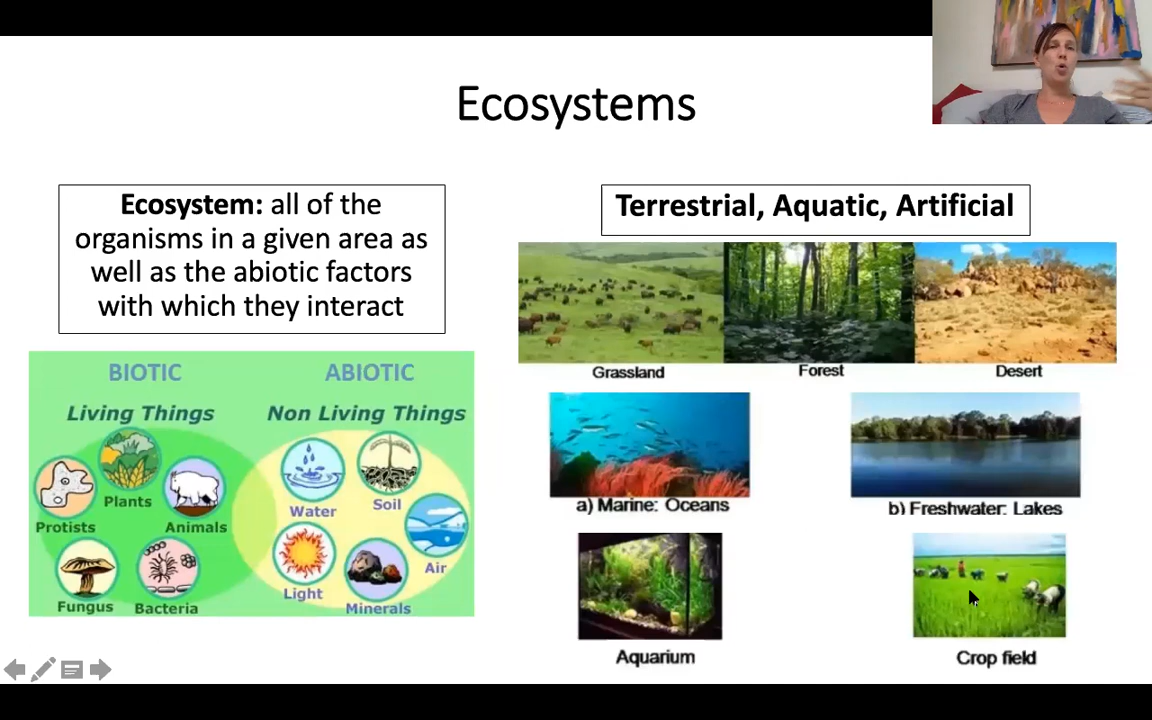 Ecosystems
Ecosystem: all of the
organisms in a given area as
well as the abiotic factors
with which they interact
BIOTIC
Living Things
Plants
Protists
Animals
Fungus
Bacteria
ABIOTIC
Non Living Things
Water
Soil
Air
Light
Minerals
Terrestrial, Aquatic, Artificial
Grassland
Forest
Desert
a) Marine: Oceans
b) Freshwater: Lakes
Aquarium
Crop field